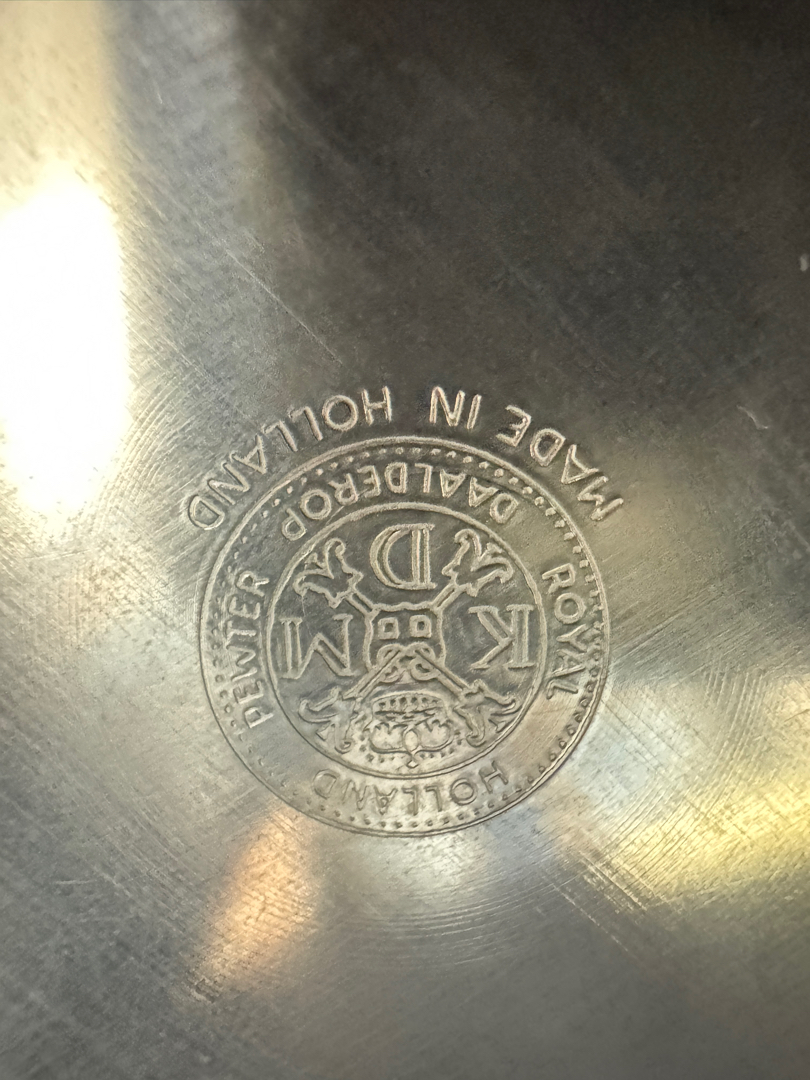 HOLLAND
ROYAL
PEWTER
K M
D
DAALDEROP
MADE IN HOLLAND